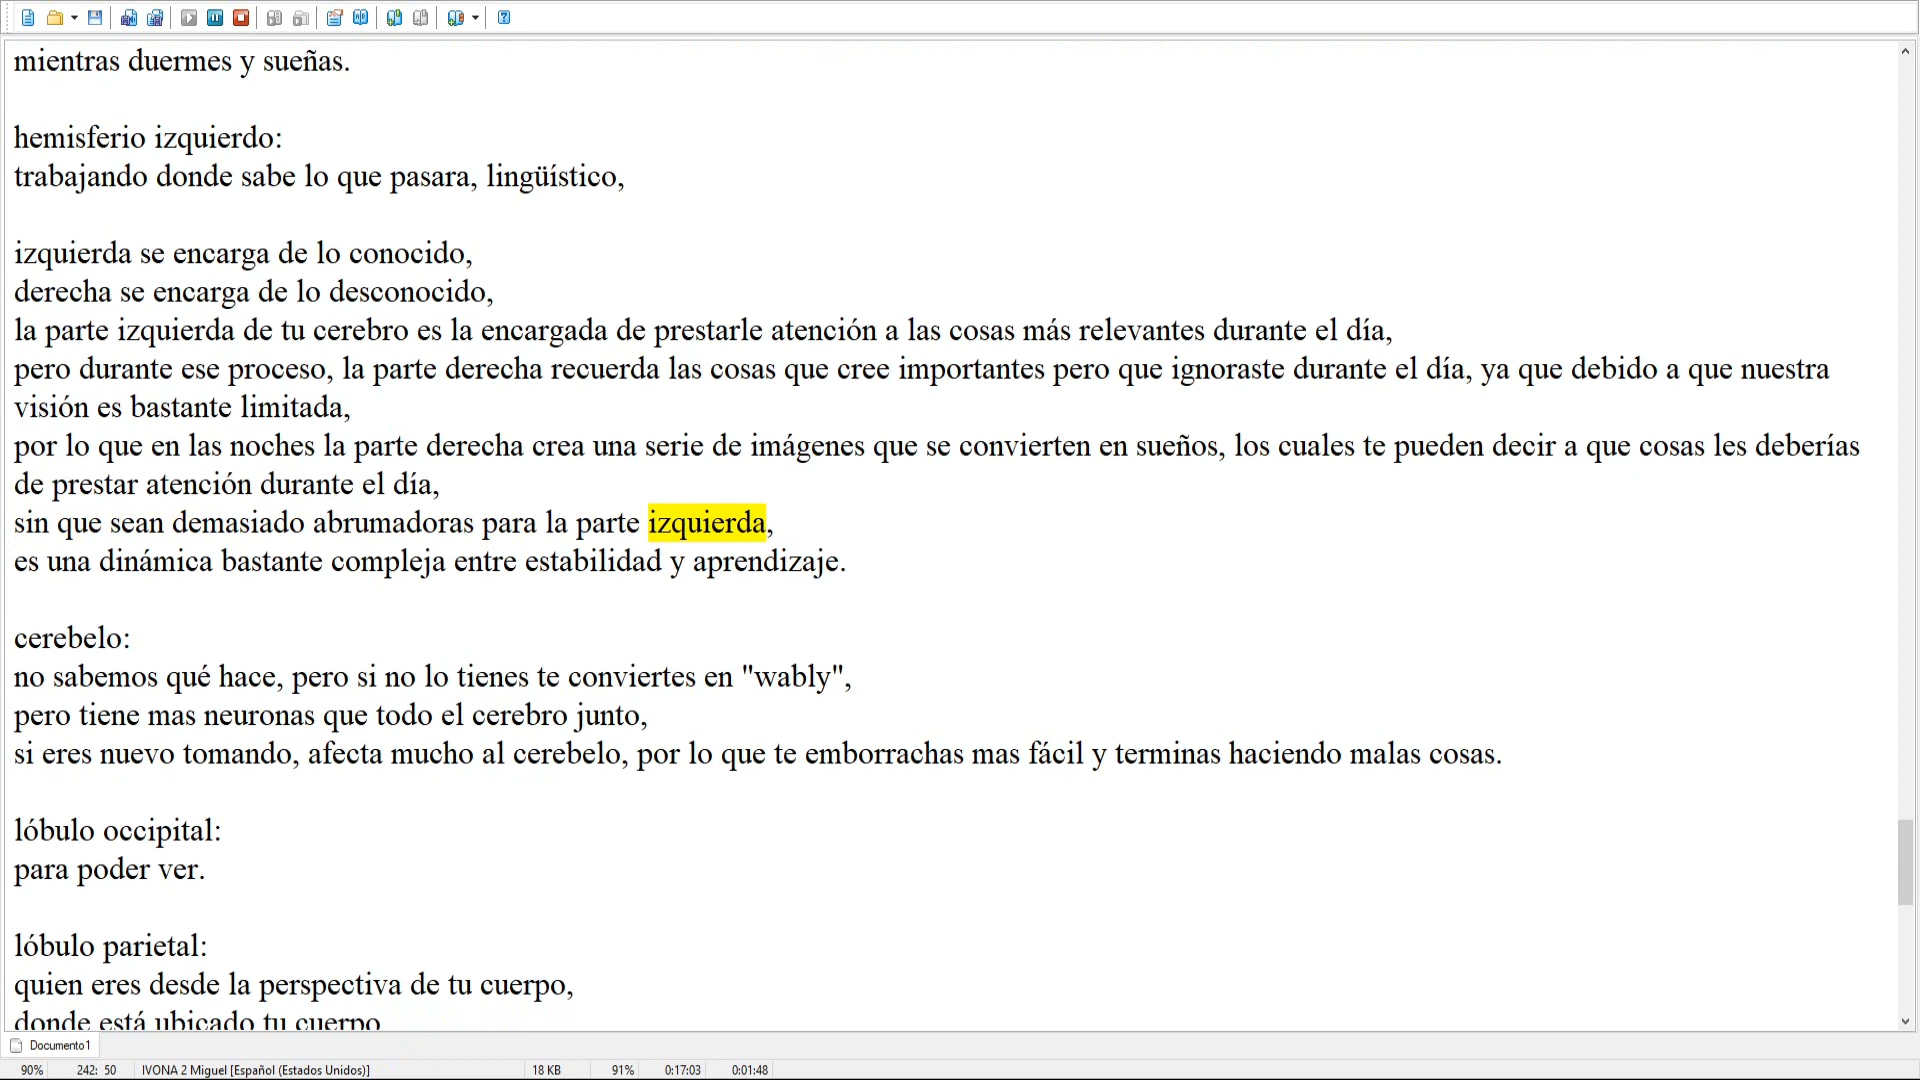 mientras duermes y sueñas.
hemisferio izquierdo:
trabajando donde sabe lo que pasara, lingüístico,
izquierda se encarga de lo conocido,
derecha se encarga de lo desconocido,
la parte izquierda de tu cerebro es la encargada de prestarle atención a las cosas más relevantes durante el día,
pero durante ese proceso, la parte derecha recuerda las cosas que cree importantes pero que ignoraste durante el día, ya que debido a que nuestra
visión es bastante limitada,
por lo que en las noches la parte derecha crea una serie de imágenes que se convierten en sueños, los cuales te pueden decir a que cosas les deberías
de prestar atención durante el día,
sin que sean demasiado abrumadoras para la parte izquierda,
es una dinámica bastante compleja entre estabilidad y aprendizaje.
cerebelo:
no sabemos qué hace, pero si no lo tienes te conviertes en "wably",
pero tiene mas neuronas que todo el cerebro junto,
si eres nuevo tomando, afecta mucho al cerebelo, por lo que te emborrachas mas fácil y terminas haciendo malas cosas.
lóbulo occipital:
para poder ver.
lóbulo parietal:
quien eres desde la perspectiva de tu cuerpo,
donde está ubicado tu cuerpo
Documento1
90% 242: 50 IVONA 2 Miguel [Español (Estados Unidos)] 18 KB 91% 0:17:03 0:01:48